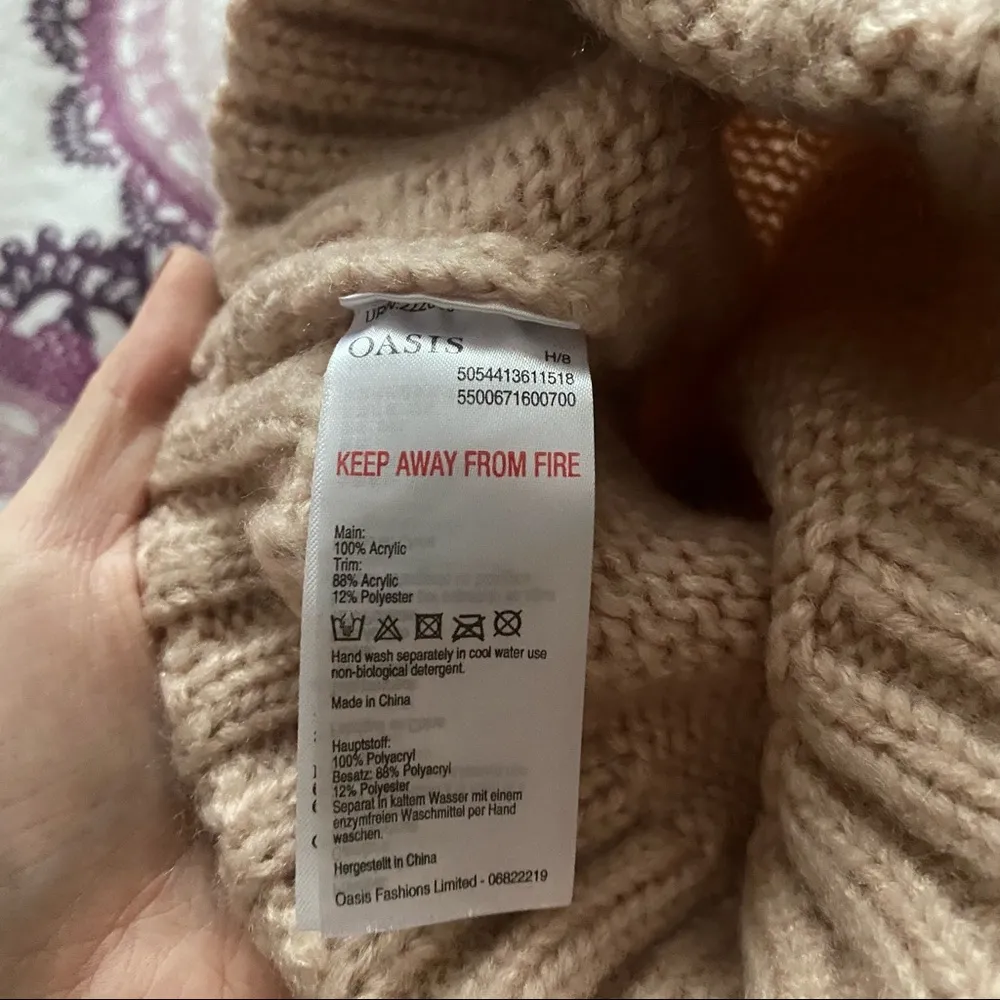 OASIS
H/8
5054413611518
5500671600700
KEEP AWAY FROM FIRE
Main:
100% Acrylic
Trim:
88% Acrylic
12% Polyester
Hand wash separately in cool water use
non-biological detergent.
Made in China
Hauptstoff:
100% Polyacryl
Besatz: 88% Polyacryl
12% Polyester
Separat in kaltem Wasser mit einem
enzymfreien Waschmittel per Hand
waschen.
Hergestellt in China
Oasis Fashions Limited - 06822219